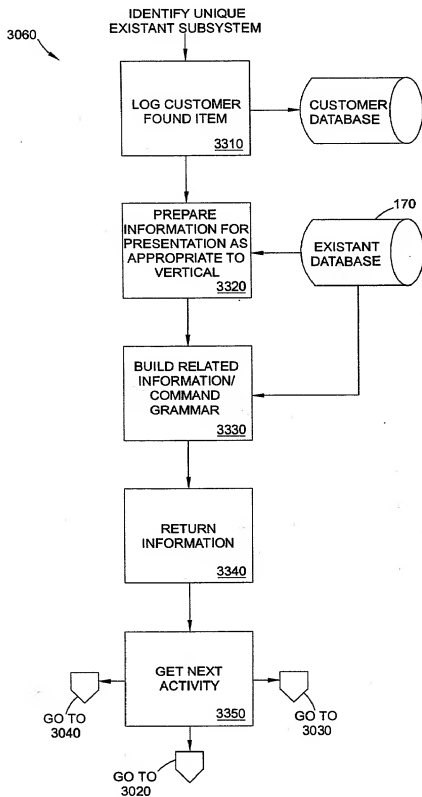 IDENTIFY UNIQUE
EXISTANT SUBSYSTEM
3060
LOG CUSTOMER
FOUND ITEM
3310
CUSTOMER
DATABASE
PREPARE
INFORMATION FOR
PRESENTATION AS
APPROPRIATE TO
VERTICAL
3320
170
EXISTANT
DATABASE
BUILD RELATED
INFORMATION/
COMMAND
GRAMMAR
3330
RETURN
INFORMATION
3340
GET NEXT
ACTIVITY
3350
GO TO
3040
GO TO
3030
GO TO
3020